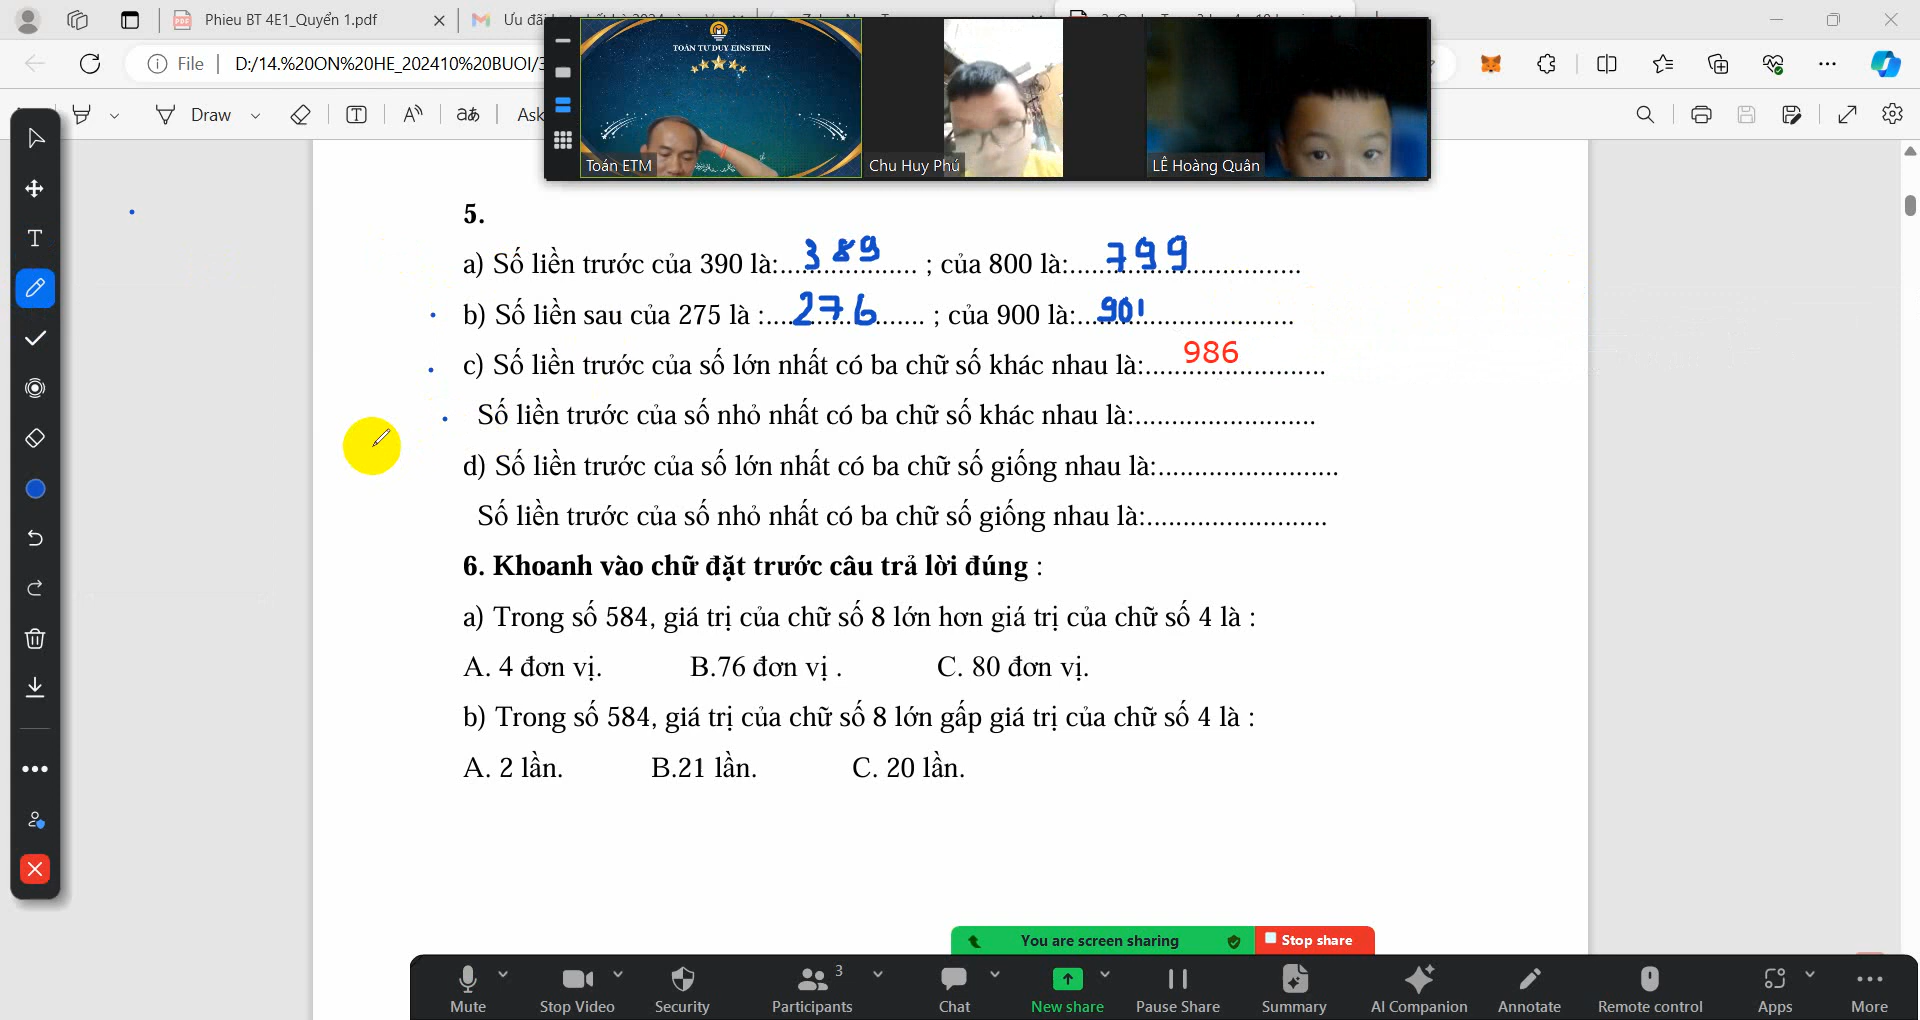 Phieu BT 4E1_Quyển 1.pdf
File
D:/14.%20ON%20HE_202410%20BUOI/3
Draw
aあ
Ask
TOÁN TƯ DUY EINSTEIN
Toán ETM
Chu Huy Phú
LÊ Hoàng Quân
5.
a) Số liền trước của 390 là:....389.... ; của 800 là:....799....
b) Số liền sau của 275 là :....276.... ; của 900 là:....901....
c) Số liền trước của số lớn nhất có ba chữ số khác nhau là:....986....
Số liền trước của số nhỏ nhất có ba chữ số khác nhau là:.........................
d) Số liền trước của số lớn nhất có ba chữ số giống nhau là:.........................
Số liền trước của số nhỏ nhất có ba chữ số giống nhau là:.........................
6. Khoanh vào chữ đặt trước câu trả lời đúng :
a) Trong số 584, giá trị của chữ số 8 lớn hơn giá trị của chữ số 4 là :
A. 4 đơn vị. B.76 đơn vị . C. 80 đơn vị.
b) Trong số 584, giá trị của chữ số 8 lớn gấp giá trị của chữ số 4 là :
A. 2 lần. B.21 lần. C. 20 lần.
You are screen sharing
Stop share
3
Mute
Stop Video
Security
Participants
Chat
New share
Pause Share
Summary
AI Companion
Annotate
Remote control
Apps
More